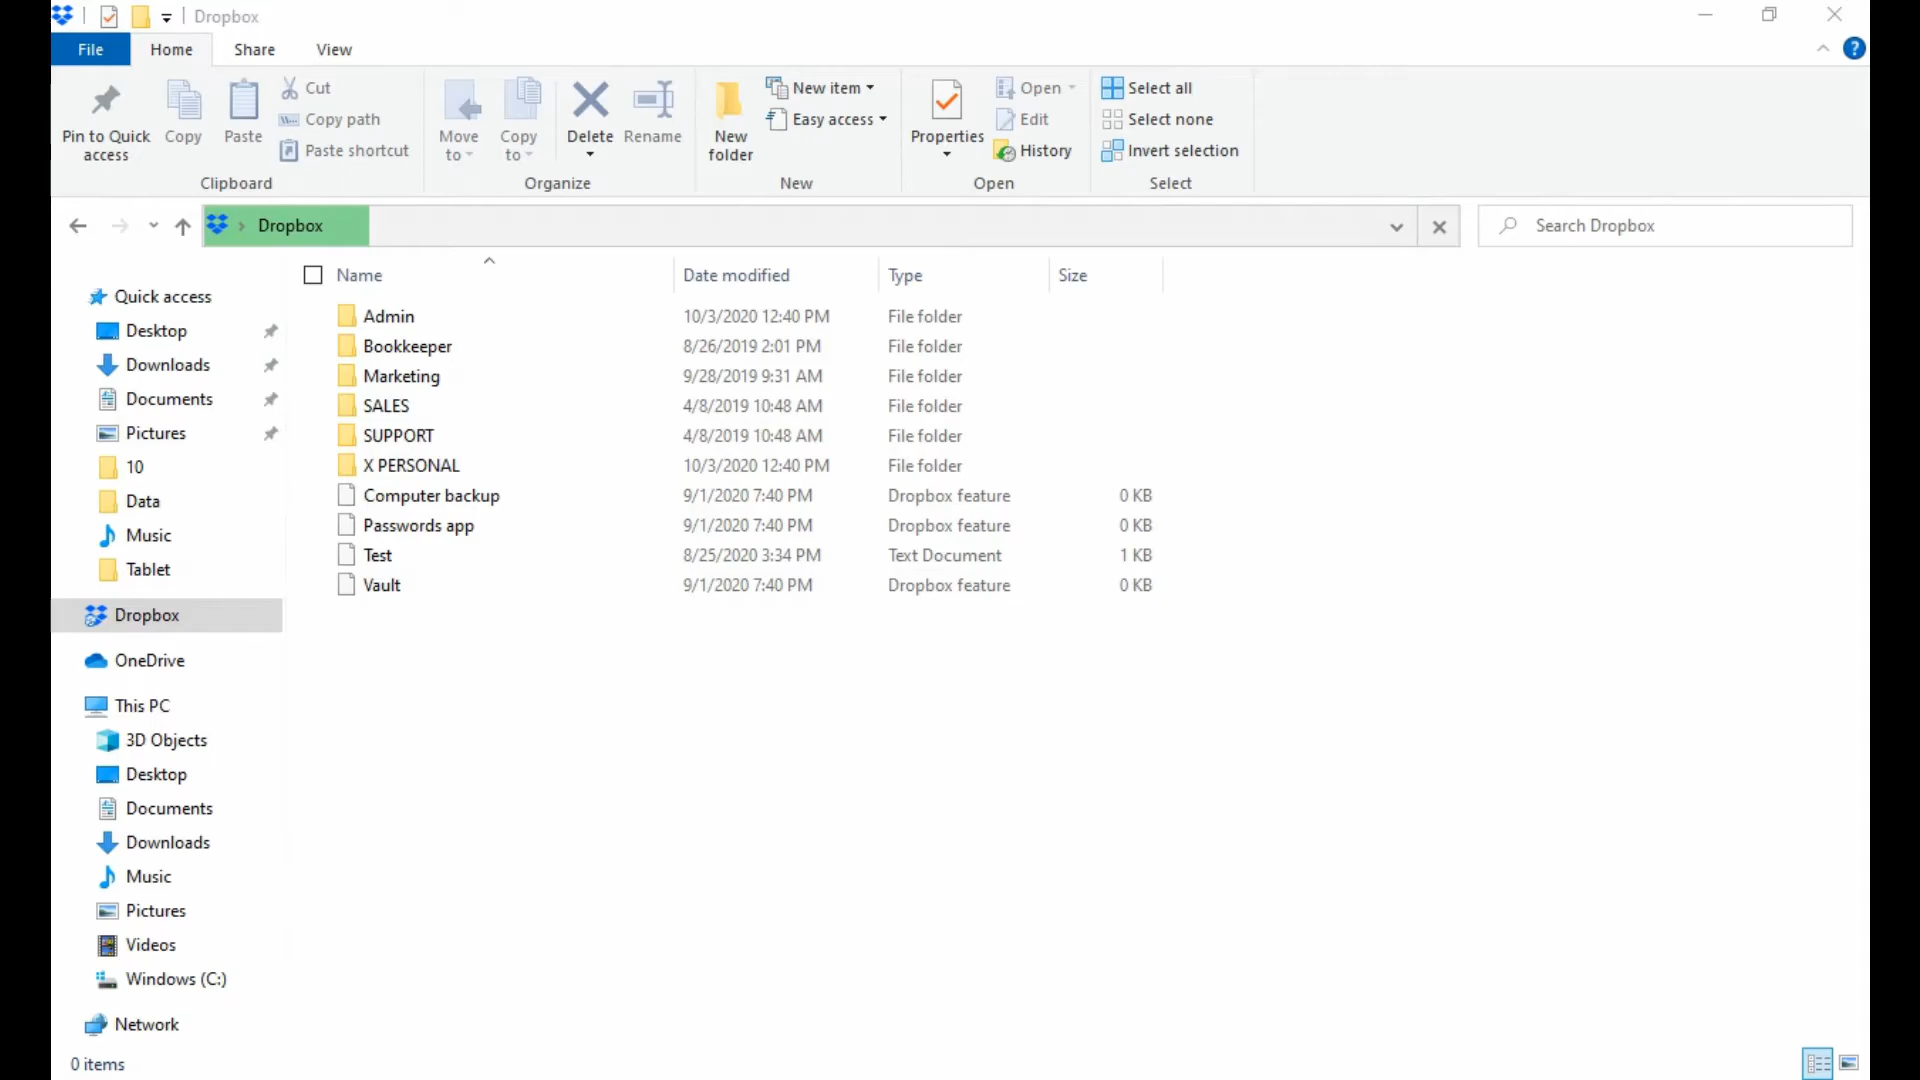 Dropbox
File Home Share View
Pin to Quick access
Copy
Paste
Cut
Copy path
Paste shortcut
Clipboard
Move to
Copy to
Delete
Rename
Organize
New folder
New item
Easy access
New
Properties
Open
Edit
History
Open
Select all
Select none
Invert selection
Select
Dropbox
Search Dropbox
Quick access
Desktop
Downloads
Documents
Pictures
10
Data
Music
Tablet
Dropbox
OneDrive
This PC
3D Objects
Desktop
Documents
Downloads
Music
Pictures
Videos
Windows (C:)
Network
Name Date modified Type Size
Admin 10/3/2020 12:40 PM File folder
Bookkeeper 8/26/2019 2:01 PM File folder
Marketing 9/28/2019 9:31 AM File folder
SALES 4/8/2019 10:48 AM File folder
SUPPORT 4/8/2019 10:48 AM File folder
X PERSONAL 10/3/2020 12:40 PM File folder
Computer backup 9/1/2020 7:40 PM Dropbox feature 0 KB
Passwords app 9/1/2020 7:40 PM Dropbox feature 0 KB
Test 8/25/2020 3:34 PM Text Document 1 KB
Vault 9/1/2020 7:40 PM Dropbox feature 0 KB
0 items